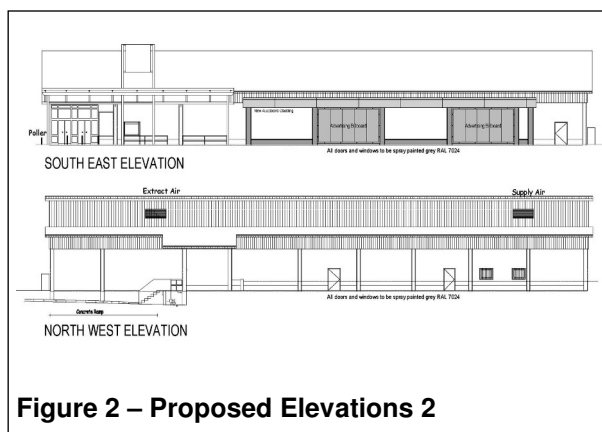 New Alucobond Cladding
Advertising Billboard
Advertising Billboard
Poller
All doors and windows to be spray painted grey RAL 7024
SOUTH EAST ELEVATION
Extract Air
Supply Air
All doors and windows to be spray painted grey RAL 7024
Concrete Ramp
NORTH WEST ELEVATION
Figure 2 – Proposed Elevations 2